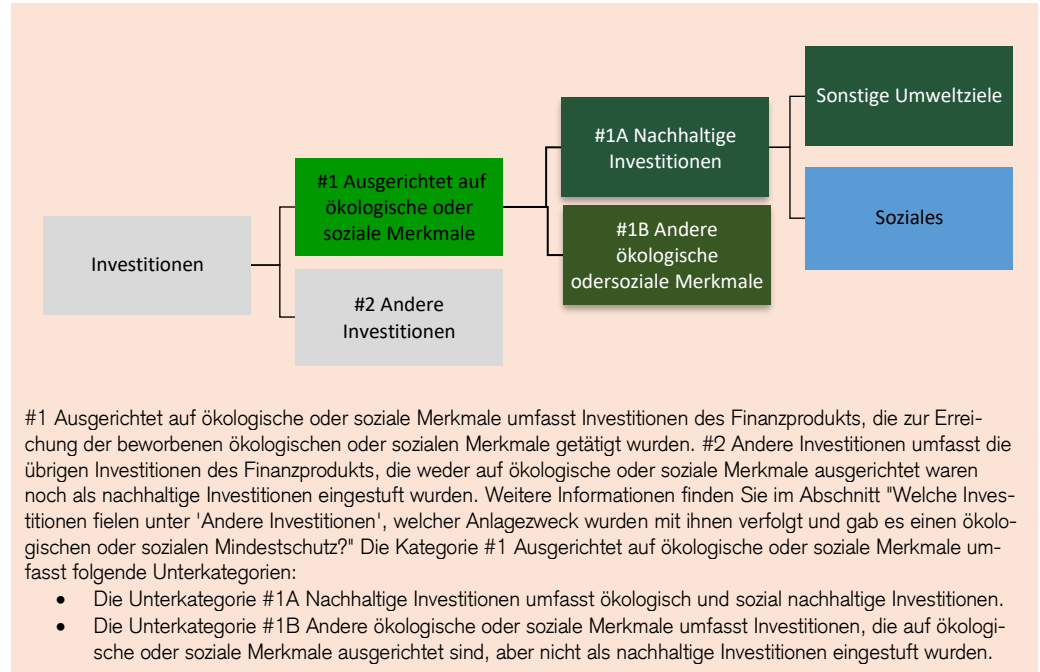 Sonstige Umweltziele
#1A Nachhaltige
Investitionen
#1 Ausgerichtet auf
ökologische oder
soziale Merkmale
Soziales
#1B Andere
ökologische
odersoziale Merkmale
Investitionen
#2 Andere
Investitionen
#1 Ausgerichtet auf ökologische oder soziale Merkmale umfasst Investitionen des Finanzprodukts, die zur Errei-
chung der beworbenen ökologischen oder sozialen Merkmale getätigt wurden. #2 Andere Investitionen umfasst die
übrigen Investitionen des Finanzprodukts, die weder auf ökologische oder soziale Merkmale ausgerichtet waren
noch als nachhaltige Investitionen eingestuft wurden. Weitere Informationen finden Sie im Abschnitt "Welche Inves-
titionen fielen unter 'Andere Investitionen', welcher Anlagezweck wurden mit ihnen verfolgt und gab es einen ökolo-
gischen oder sozialen Mindestschutz?" Die Kategorie #1 Ausgerichtet auf ökologische oder soziale Merkmale um-
fasst folgende Unterkategorien:
• Die Unterkategorie #1A Nachhaltige Investitionen umfasst ökologisch und sozial nachhaltige Investitionen.
• Die Unterkategorie #1B Andere ökologische oder soziale Merkmale umfasst Investitionen, die auf ökologi-
sche oder soziale Merkmale ausgerichtet sind, aber nicht als nachhaltige Investitionen eingestuft wurden.